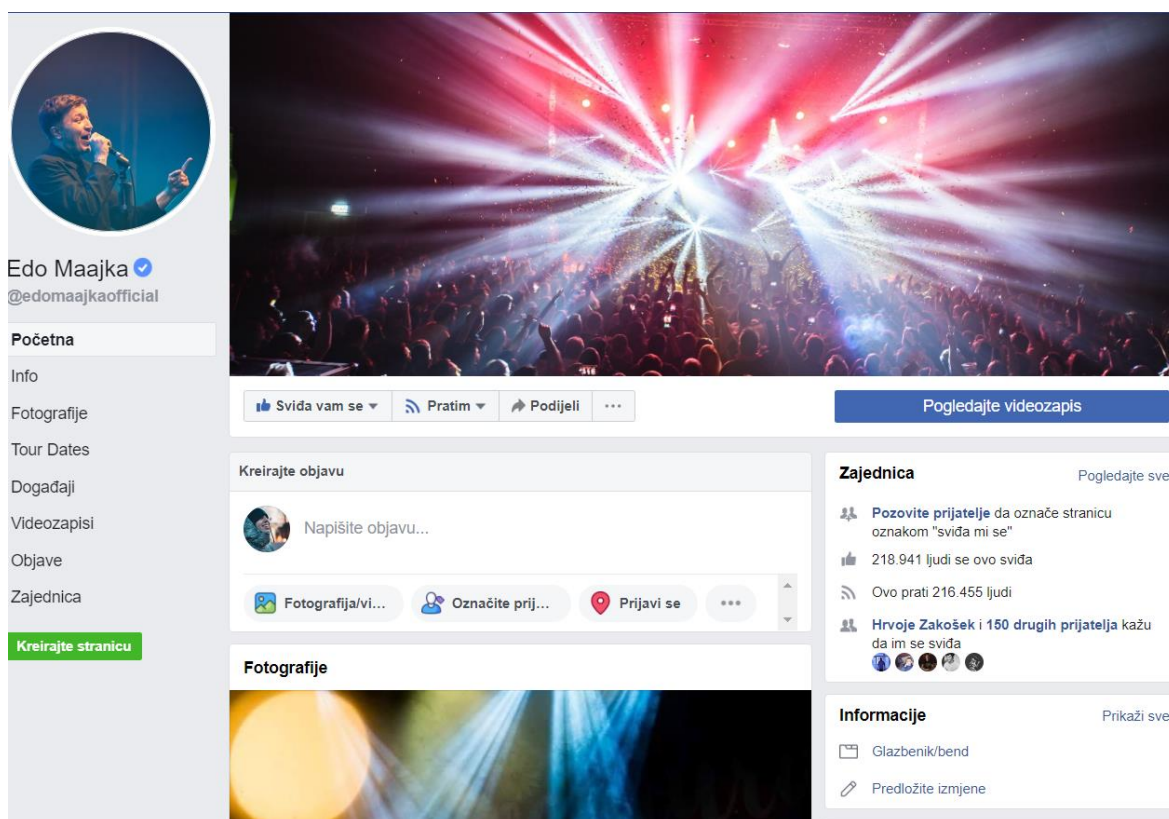 Edo Maajka
@edomaajkaofficial
Početna
Info
Fotografije
Tour Dates
Događaji
Videozapisi
Objave
Zajednica
Kreirajte stranicu
Sviđa vam se
Pratim
Podijeli
Pogledajte videozapis
Kreirajte objavu
Napišite objavu...
Fotografija/vi...
Označite prij...
Prijavi se
Fotografije
Zajednica
Pogledajte sve
Pozovite prijatelje da označe stranicu
oznakom "sviđa mi se"
218.941 ljudi se ovo sviđa
Ovo prati 216.455 ljudi
Hrvoje Zakošek i 150 drugih prijatelja kažu
da im se sviđa
Informacije
Prikaži sve
Glazbenik/bend
Predložite izmjene